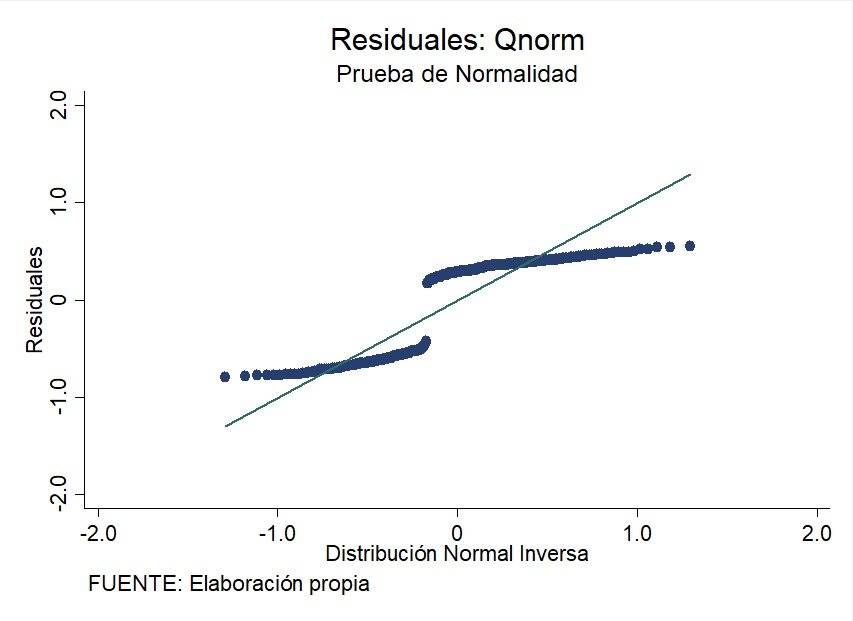 Residuales: Qnorm
Prueba de Normalidad
2.0
1.0
0
-1.0
-2.0
Residuales
-2.0 -1.0 0 1.0 2.0
Distribución Normal Inversa
FUENTE: Elaboración propia